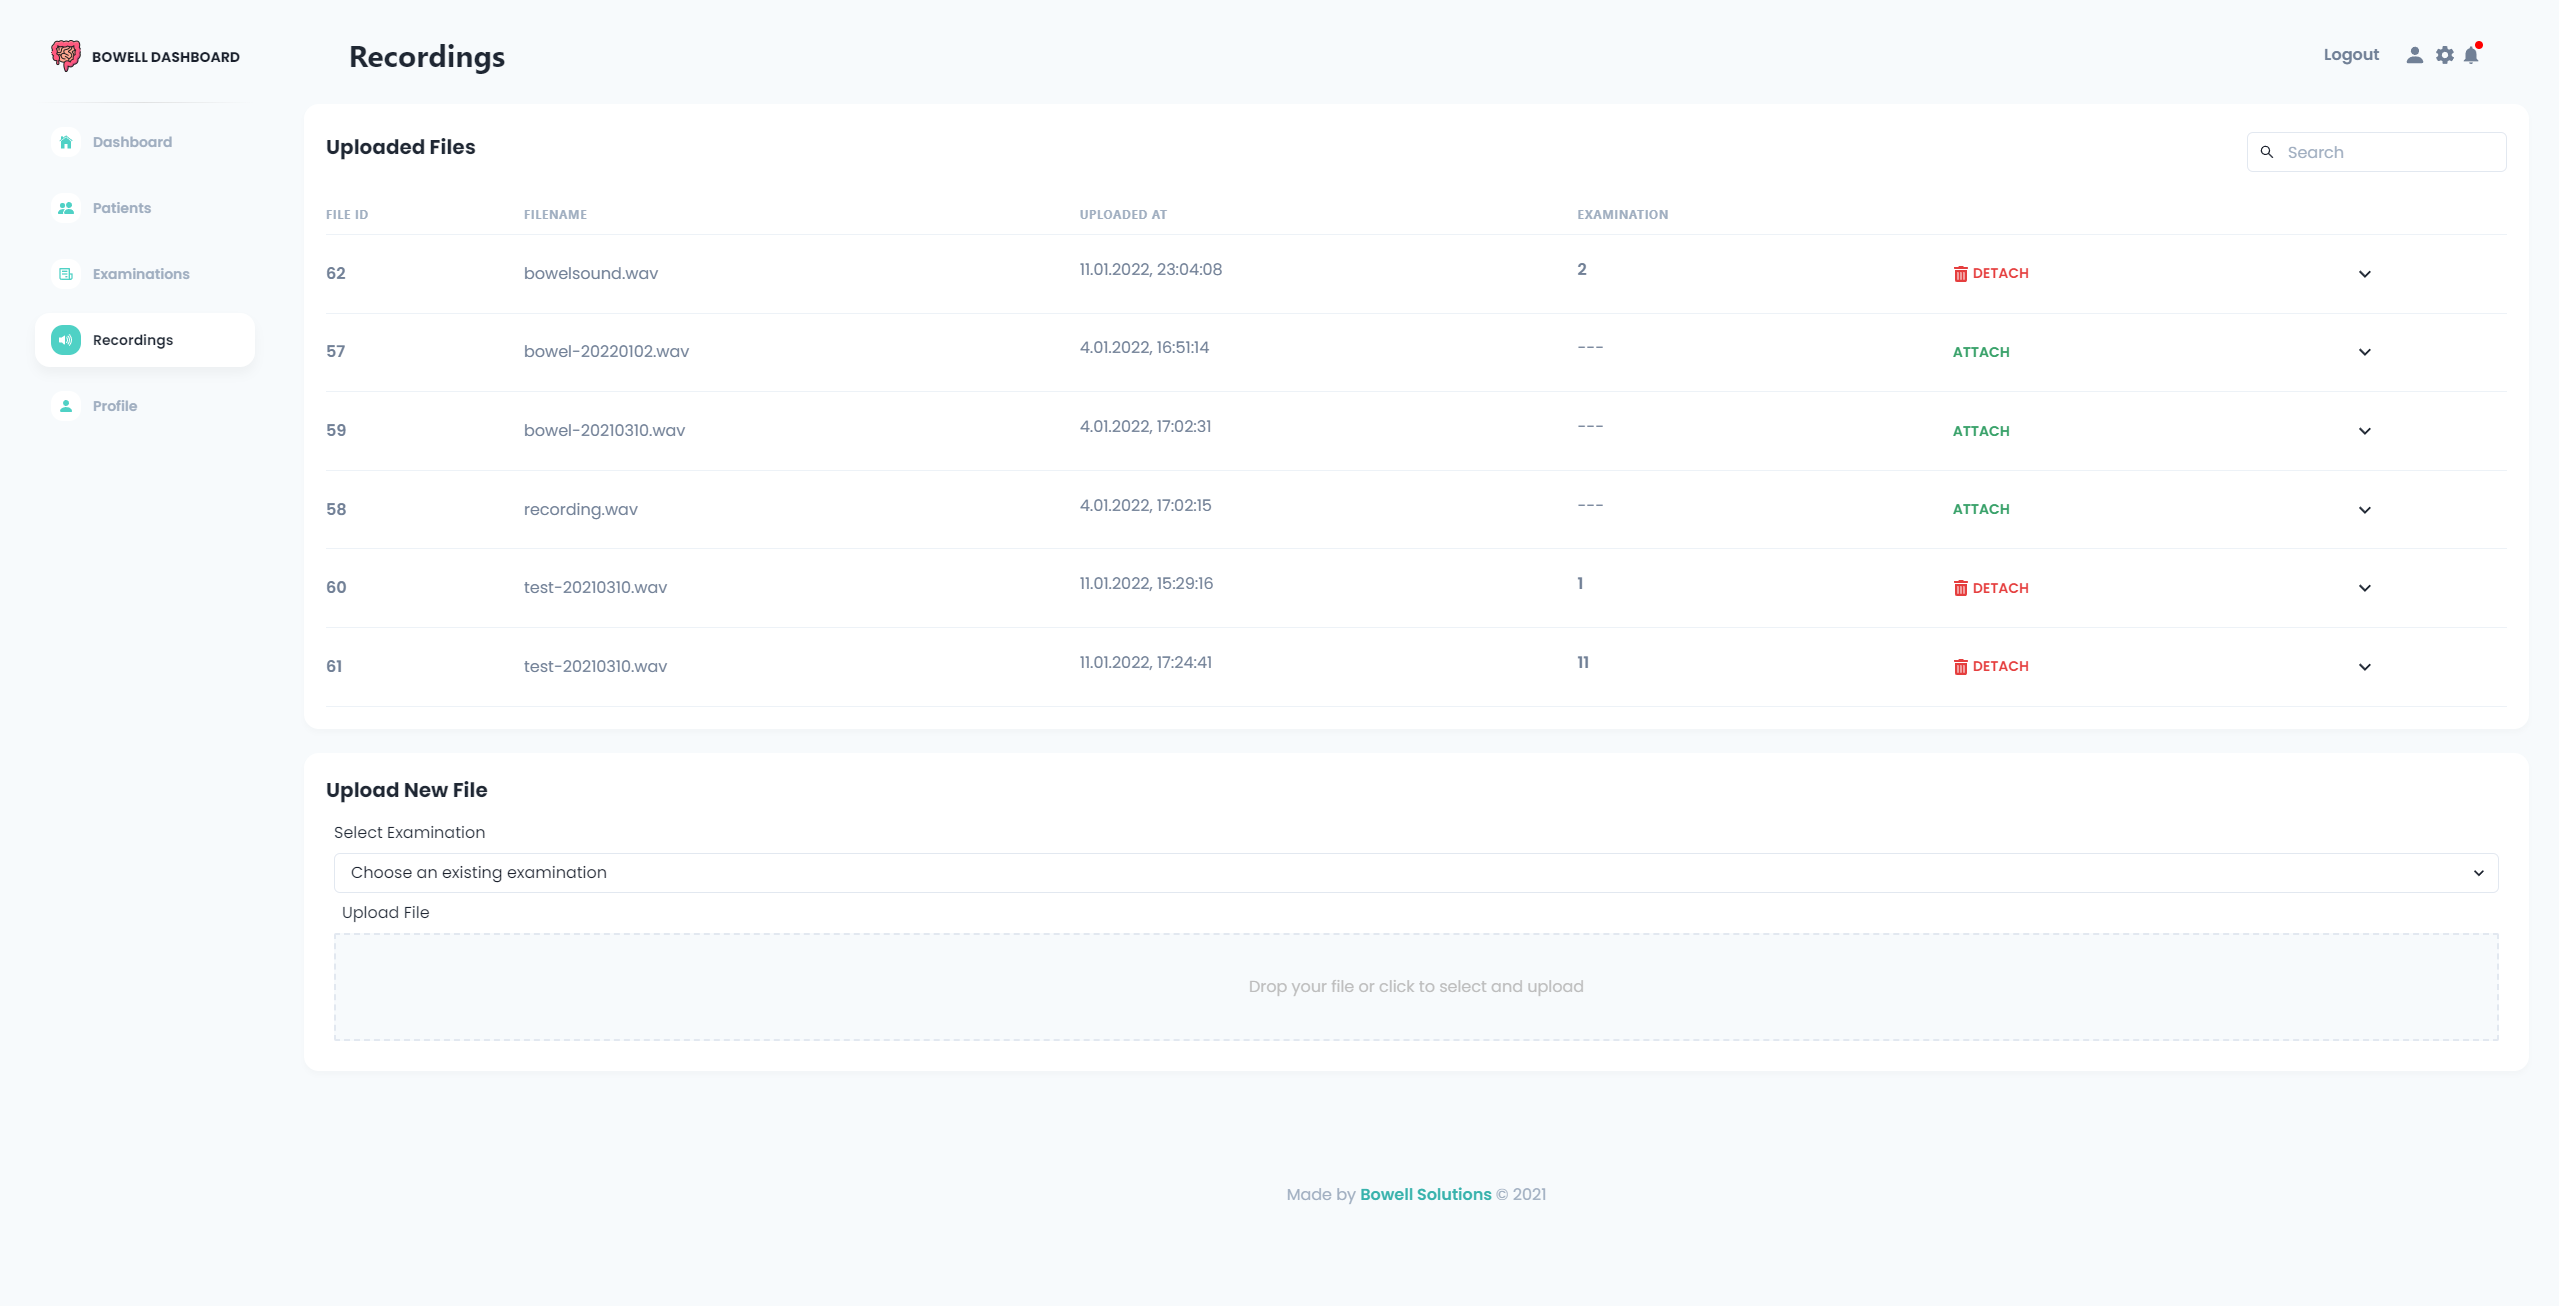 BOWELL DASHBOARD
Recordings
Logout
Dashboard
Patients
Examinations
Recordings
Profile
Uploaded Files
Search
FILE ID FILENAME UPLOADED AT EXAMINATION
62 bowelsound.wav 11.01.2022, 23:04:08 2 DETACH
57 bowel-20220102.wav 4.01.2022, 16:51:14 --- ATTACH
59 bowel-20210310.wav 4.01.2022, 17:02:31 --- ATTACH
58 recording.wav 4.01.2022, 17:02:15 --- ATTACH
60 test-20210310.wav 11.01.2022, 15:29:16 1 DETACH
61 test-20210310.wav 11.01.2022, 17:24:41 11 DETACH
Upload New File
Select Examination
Choose an existing examination
Upload File
Drop your file or click to select and upload
Made by Bowell Solutions © 2021